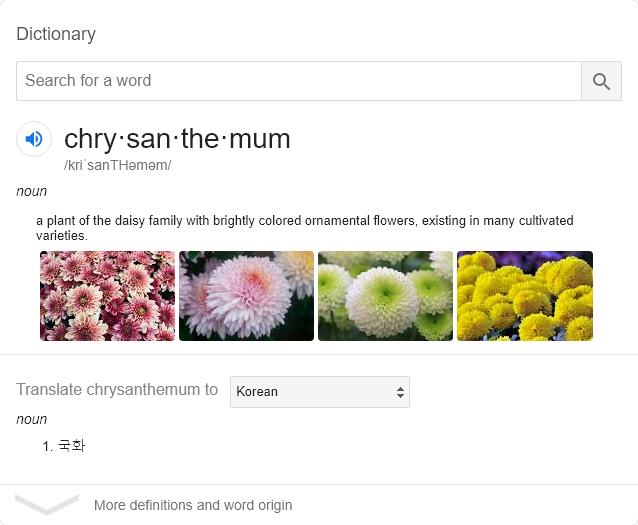 Dictionary
Search for a word
chry·san·the·mum
/kriˈsanTHəməm/
noun
a plant of the daisy family with brightly colored ornamental flowers, existing in many cultivated
varieties.
Translate chrysanthemum to Korean
noun
1. 국화
More definitions and word origin